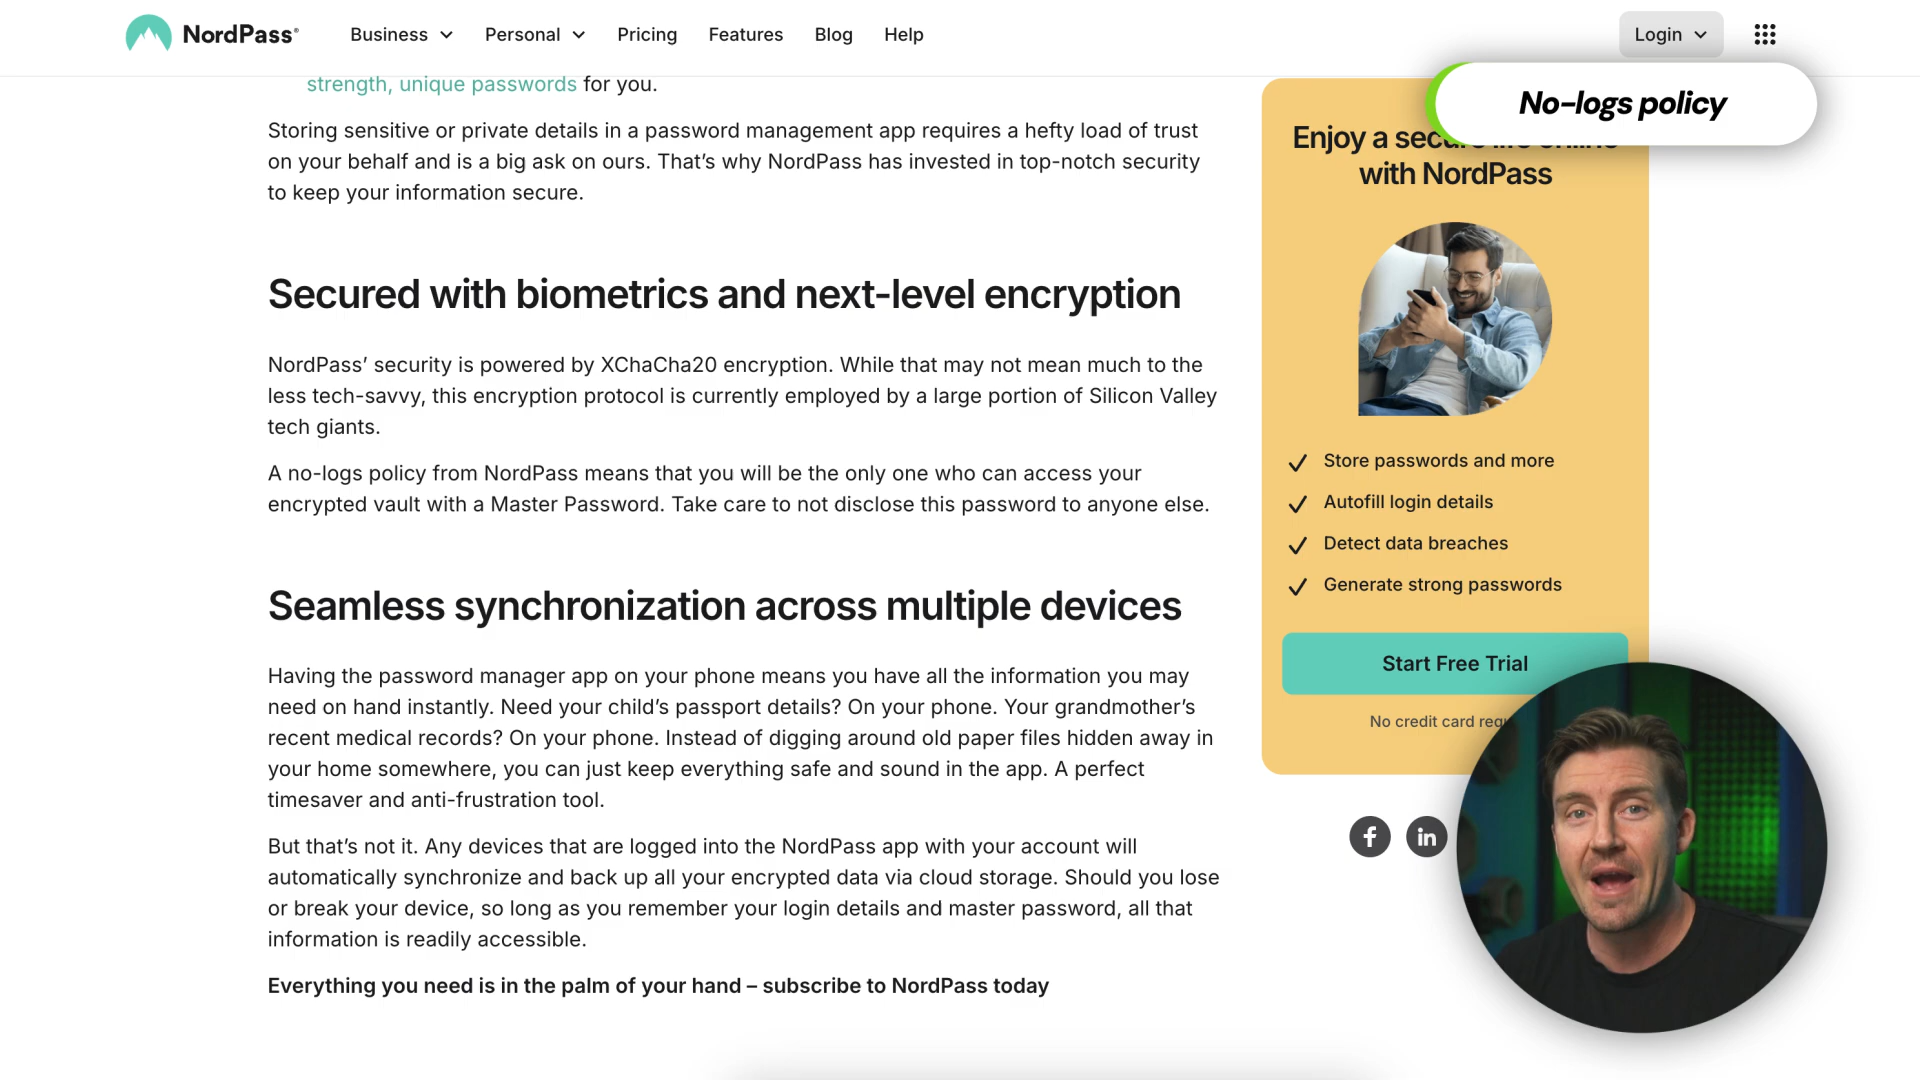 NordPass®
Business
Personal
Pricing
Features
Blog
Help
Login
No-logs policy
strength, unique passwords for you.
Storing sensitive or private details in a password management app requires a hefty load of trust
on your behalf and is a big ask on ours. That’s why NordPass has invested in top-notch security
to keep your information secure.
Secured with biometrics and next-level encryption
NordPass’ security is powered by XChaCha20 encryption. While that may not mean much to the
less tech-savvy, this encryption protocol is currently employed by a large portion of Silicon Valley
tech giants.
A no-logs policy from NordPass means that you will be the only one who can access your
encrypted vault with a Master Password. Take care to not disclose this password to anyone else.
Seamless synchronization across multiple devices
Having the password manager app on your phone means you have all the information you may
need on hand instantly. Need your child’s passport details? On your phone. Your grandmother’s
recent medical records? On your phone. Instead of digging around old paper files hidden away in
your home somewhere, you can just keep everything safe and sound in the app. A perfect
timesaver and anti-frustration tool.
But that’s not it. Any devices that are logged into the NordPass app with your account will
automatically synchronize and back up all your encrypted data via cloud storage. Should you lose
or break your device, so long as you remember your login details and master password, all that
information is readily accessible.
Everything you need is in the palm of your hand – subscribe to NordPass today
Enjoy a secure life online
with NordPass
Store passwords and more
Autofill login details
Detect data breaches
Generate strong passwords
Start Free Trial
No credit card